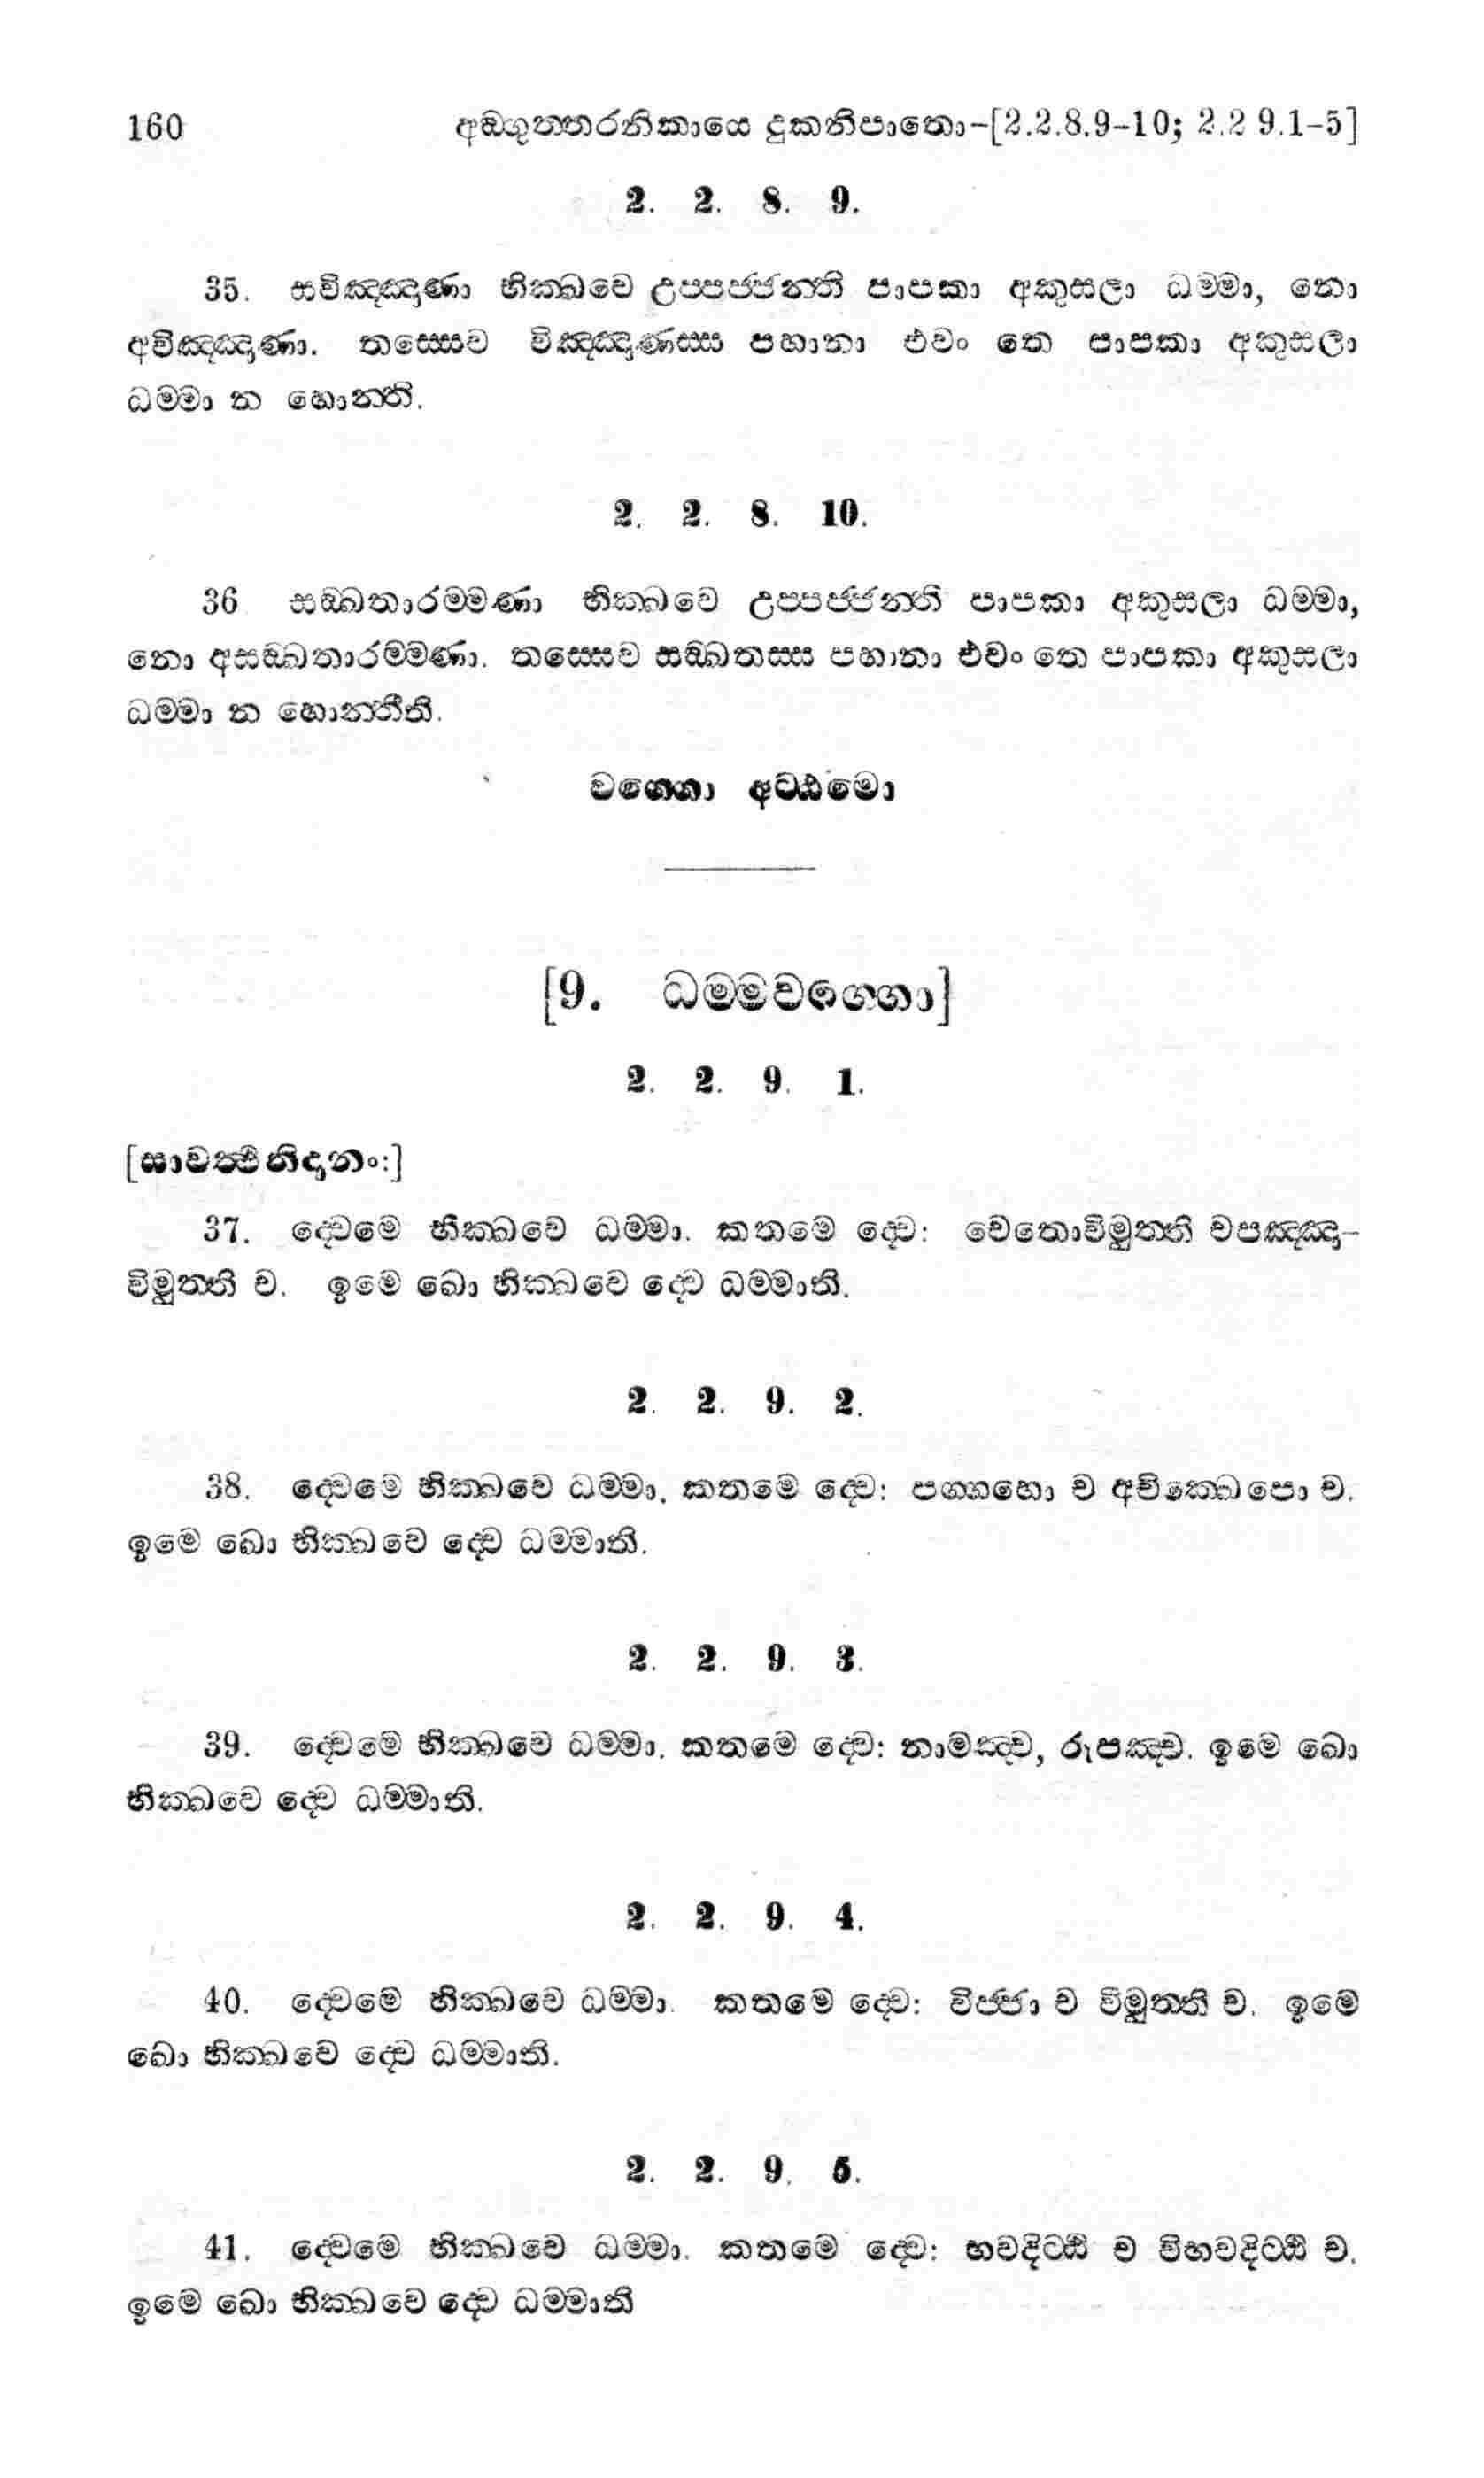 160 අඞ්ගුත්තරනිකායෙ දුකනිපාතො-[2.2.8.9-10; 2.2 9.1-5]
2. 2. 8. 9.
35. සවිඤ්ඤාණා භික්ඛවෙ උප්පජ්ජන්ති පාපකා අකුසලා ධම්මා, නො
අවිඤ්ඤාණා. තස්සෙව විඤ්ඤාණස්ස පහානා එවං තෙ පාපකා අකුසලා
ධම්මා න හොන්ති.
2. 2. 8. 10.
36 සඞ්ඛතාරම්මණා භික්ඛවෙ උප්පජ්ජන්ති පාපකා අකුසලා ධම්මා,
නො අසඞ්ඛතාරම්මණා. තස්සෙව සඞ්ඛතස්ස පහානා එවං තෙ පාපකා අකුසලා
ධම්මා න හොන්තීති.
වග්ගො අට්ඨමො
[9. ධම්මවග්ගො]
2. 2. 9. 1.
[සාවත්ථිනිදානං:]
37. ද්වෙමෙ භික්ඛවෙ ධම්මා. කතමෙ ද්වෙ: චෙතොවිමුත්ති චපඤ්ඤා-
විමුත්ති ච. ඉමෙ ඛො භික්ඛවෙ ද්වෙ ධම්මාති.
2. 2. 9. 2.
38. ද්වෙමෙ භික්ඛවෙ ධම්මා. කතමෙ ද්වෙ: පග්ගහො ච අවික්ඛෙපො ච.
ඉමෙ ඛො භික්ඛවෙ ද්වෙ ධම්මාති.
2. 2. 9. 3.
39. ද්වෙමෙ භික්ඛවෙ ධම්මා. කතමෙ ද්වෙ: නාමඤ්ච, රූපඤ්ච. ඉමෙ ඛො
භික්ඛවෙ ද්වෙ ධම්මාති.
2. 2. 9. 4.
40. ද්වෙමෙ භික්ඛවෙ ධම්මා. කතමෙ ද්වෙ: විජ්ජා ච විමුත්ති ච. ඉමෙ
ඛො භික්ඛවෙ ද්වෙ ධම්මාති.
2. 2. 9. 5.
41. ද්වෙමෙ භික්ඛවෙ ධම්මා. කතමෙ ද්වෙ: භවදිට්ඨි ච විභවදිට්ඨි ච.
ඉමෙ ඛො භික්ඛවෙ ද්වෙ ධම්මාති